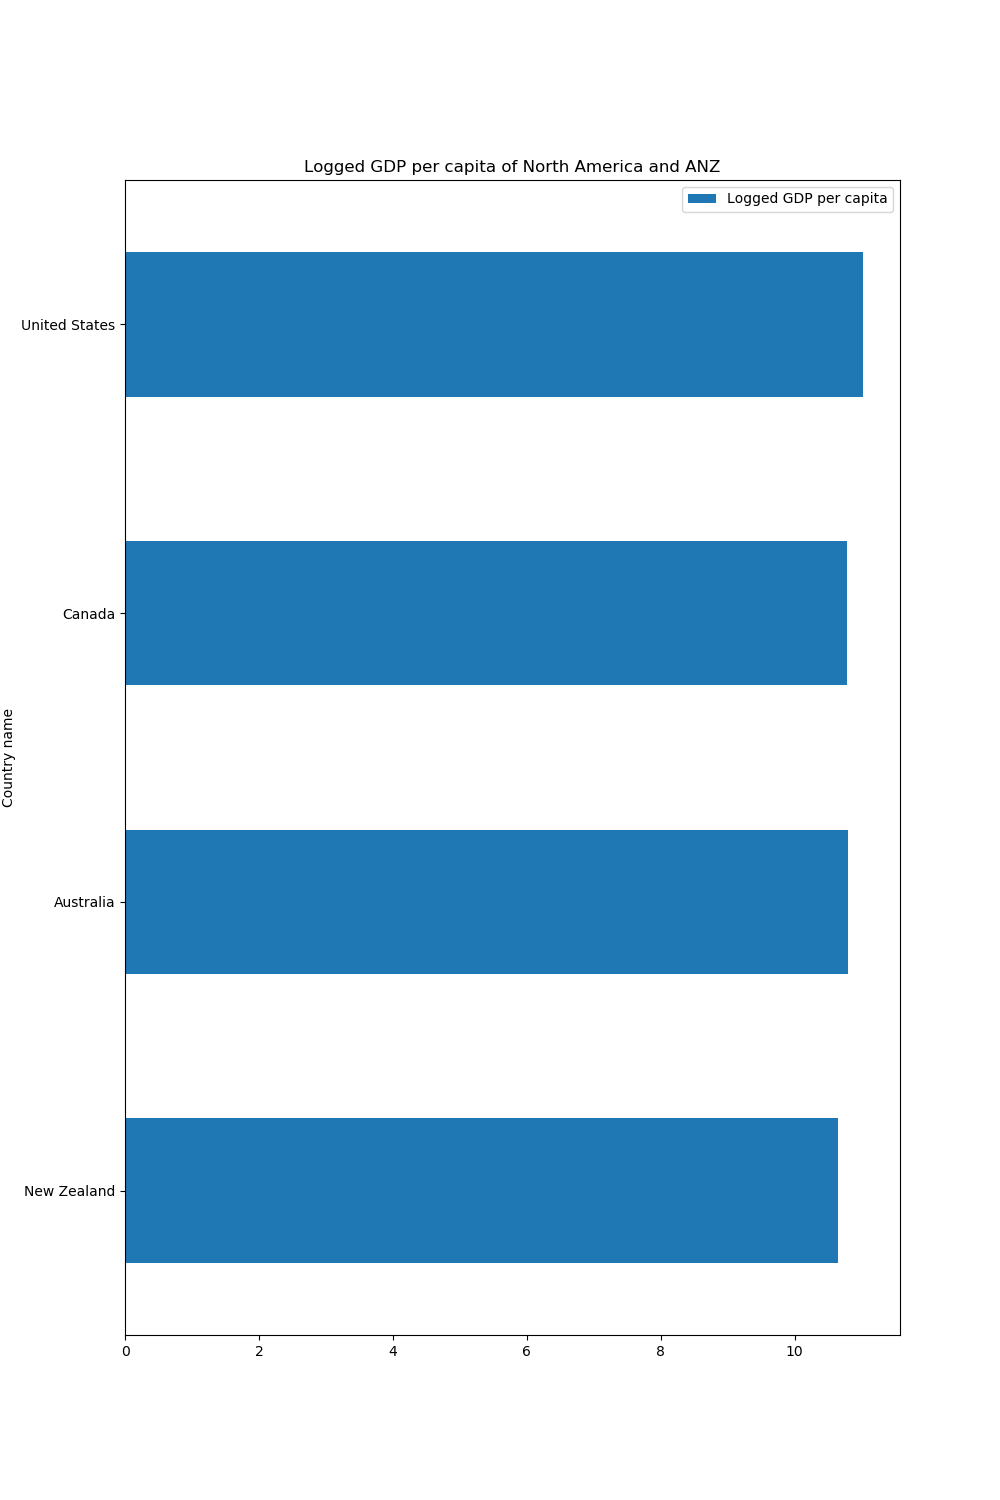 Logged GDP per capita of North America and ANZ
Logged GDP per capita
United States
Canada
Country name
Australia
New Zealand
0 2 4 6 8 10